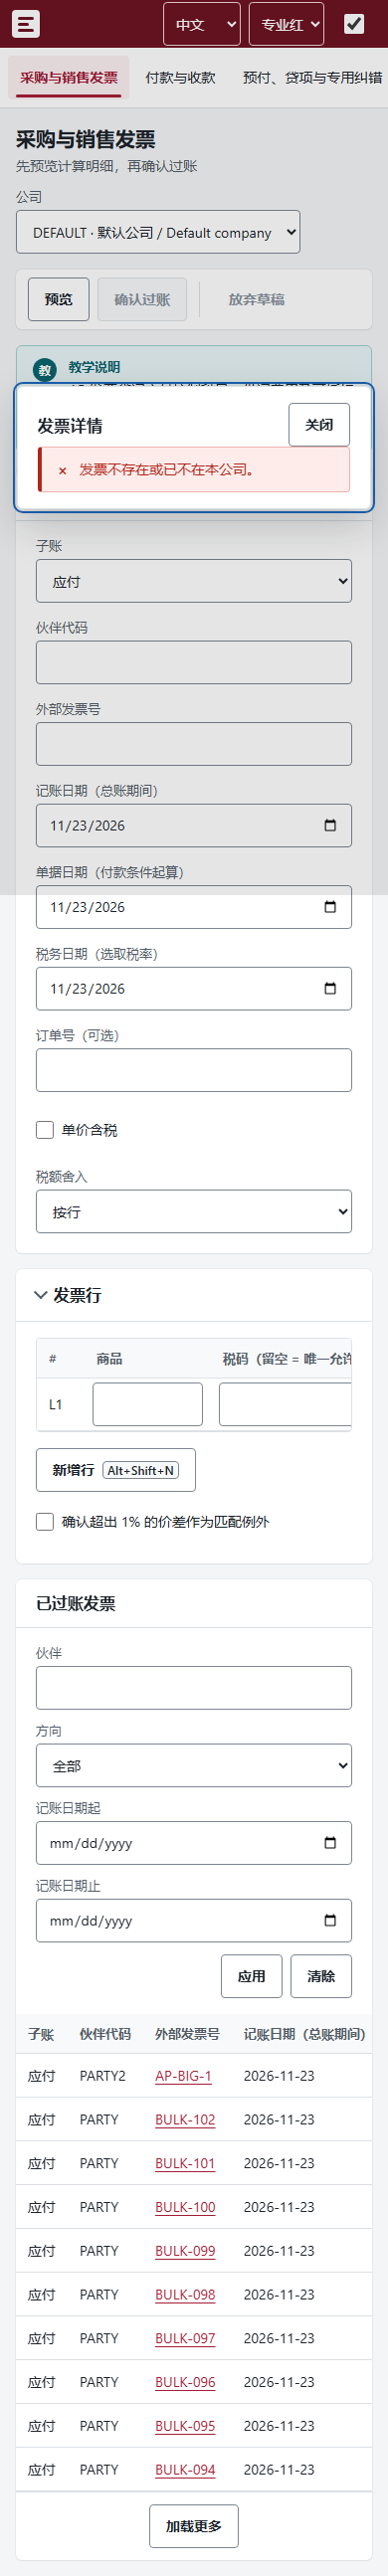 中文
专业红
采购与销售发票 付款与收款 预付、贷项与专用纠错
采购与销售发票
先预览计算明细，再确认过账
公司
DEFAULT · 默认公司 / Default company
预览 确认过账 放弃草稿
教 教学说明
发票详情 关闭
× 发票不存在或已不在本公司。
子账
应付
伙伴代码
外部发票号
记账日期（总账期间）
11/23/2026
单据日期（付款条件起算）
11/23/2026
税务日期（选取税率）
11/23/2026
订单号（可选）
单价含税
税额舍入
按行
发票行
# 商品 税码（留空 = 唯一允许
L1
新增行 Alt+Shift+N
确认超出 1% 的价差作为匹配例外
已过账发票
伙伴
方向
全部
记账日期起
mm/dd/yyyy
记账日期止
mm/dd/yyyy
应用 清除
子账 伙伴代码 外部发票号 记账日期（总账期间）
应付 PARTY2 AP-BIG-1 2026-11-23
应付 PARTY BULK-102 2026-11-23
应付 PARTY BULK-101 2026-11-23
应付 PARTY BULK-100 2026-11-23
应付 PARTY BULK-099 2026-11-23
应付 PARTY BULK-098 2026-11-23
应付 PARTY BULK-097 2026-11-23
应付 PARTY BULK-096 2026-11-23
应付 PARTY BULK-095 2026-11-23
应付 PARTY BULK-094 2026-11-23
加载更多